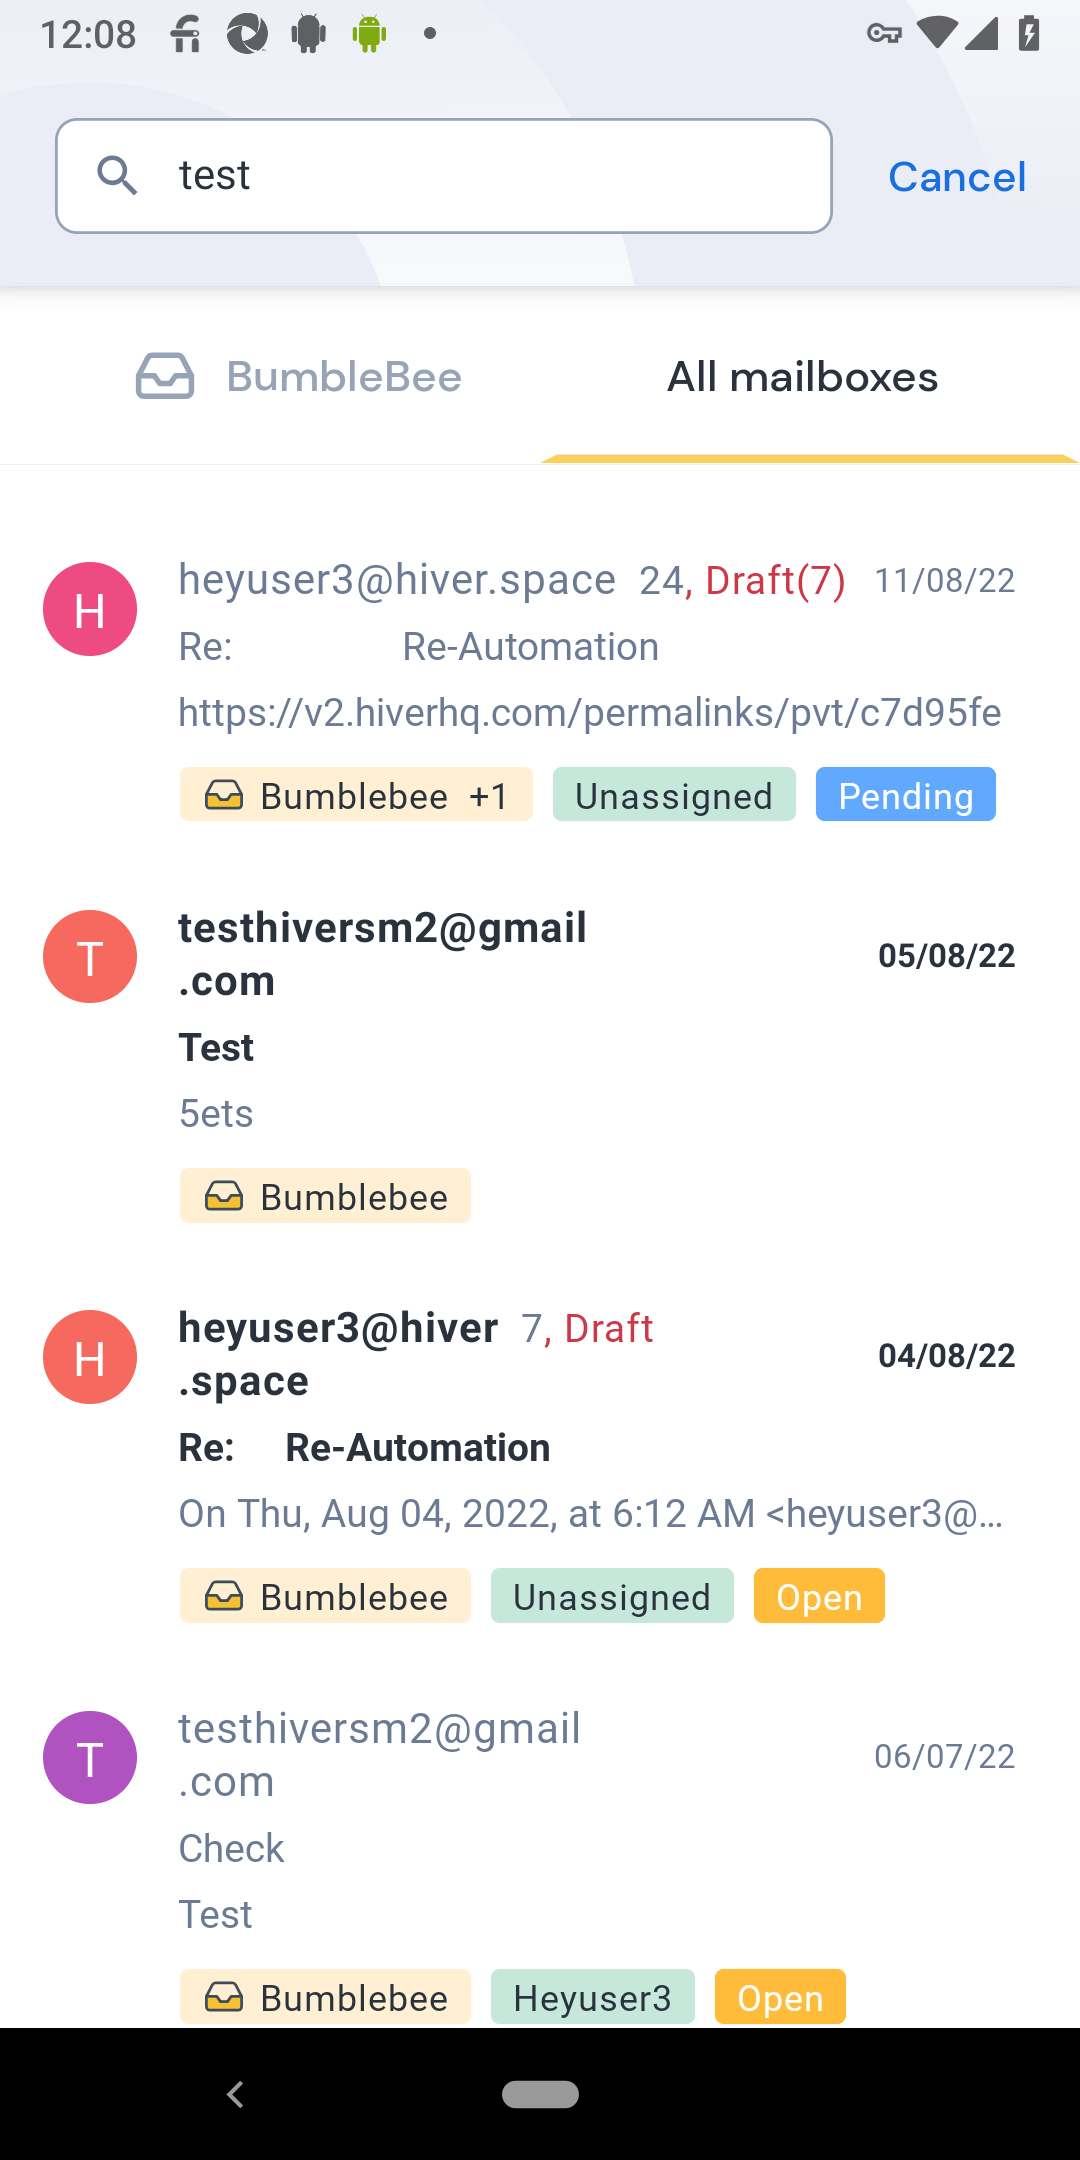 12:08
test
Cancel
BumbleBee
All mailboxes
H
heyuser3@hiver.space 24, Draft(7) 11/08/22
Re: Re-Automation
https://v2.hiverhq.com/permalinks/pvt/c7d95fe
Bumblebee +1 Unassigned Pending
T
testhiversm2@gmail
.com
05/08/22
Test
5ets
Bumblebee
H
heyuser3@hiver 7, Draft
.space
04/08/22
Re: Re-Automation
On Thu, Aug 04, 2022, at 6:12 AM <heyuser3@...
Bumblebee Unassigned Open
T
testhiversm2@gmail
.com
06/07/22
Check
Test
Bumblebee Heyuser3 Open